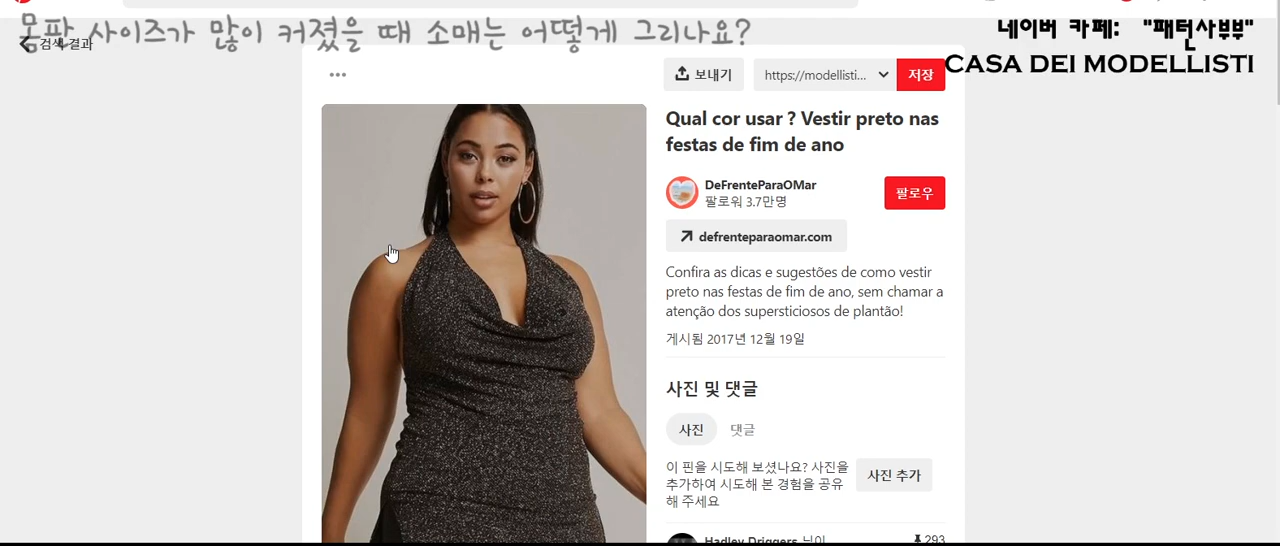 몸판 사이즈가 많이 커졌을 때 소매는 어떻게 그리나요?
네이버 카페: "패턴사뿌뿌"
검색 결과
CASA DEI MODELLISTI
보내기
https://modellisti...
저장
Qual cor usar ? Vestir preto nas
festas de fim de ano
DeFrenteParaOMar
팔로워 3.7만명
팔로우
defrenteparaomar.com
Confira as dicas e sugestões de como vestir
preto nas festas de fim de ano, sem chamar a
atenção dos supersticiosos de plantão!
게시됨 2017년 12월 19일
사진 및 댓글
사진
댓글
이 핀을 시도해 보셨나요? 사진을
추가하여 시도해 본 경험을 공유
해 주세요
사진 추가
Hadley Driggers 님이
293